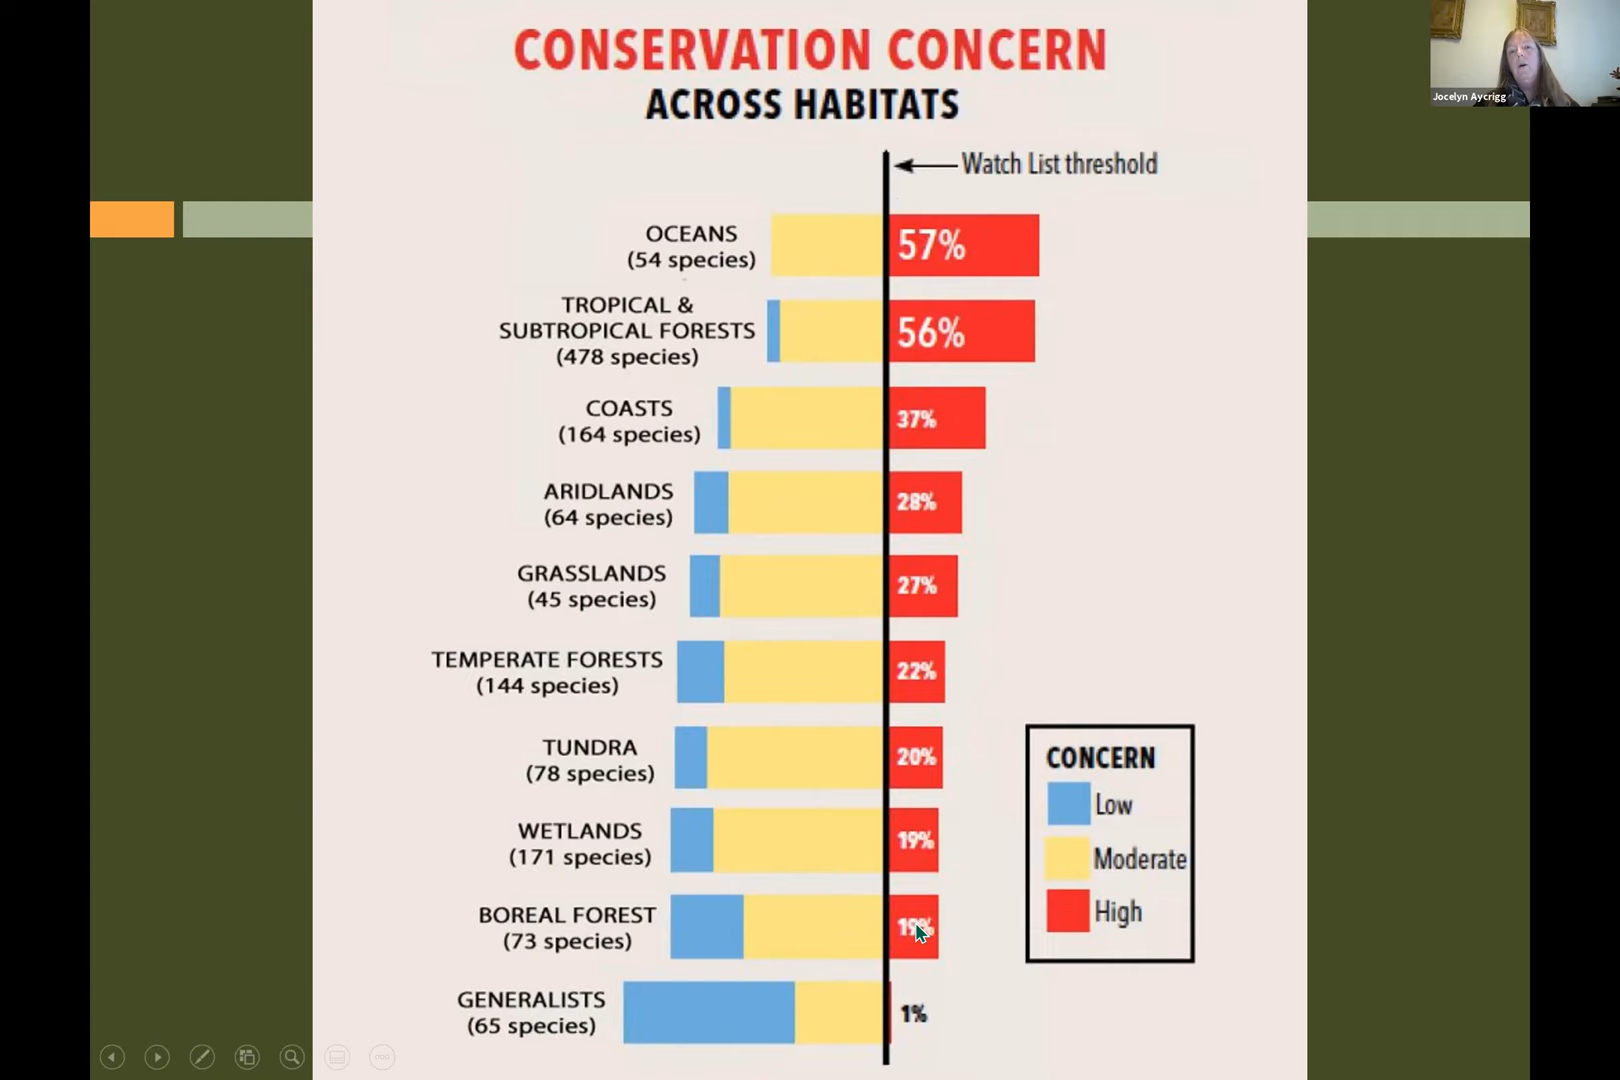 CONSERVATION CONCERN
ACROSS HABITATS
Jocelyn Aycrigg
Watch List threshold
OCEANS
(54 species)
57%
TROPICAL &
SUBTROPICAL FORESTS
(478 species)
56%
COASTS
(164 species)
37%
ARIDLANDS
(64 species)
28%
GRASSLANDS
(45 species)
27%
TEMPERATE FORESTS
(144 species)
22%
TUNDRA
(78 species)
20%
WETLANDS
(171 species)
19%
BOREAL FOREST
(73 species)
19%
GENERALISTS
(65 species)
1%
CONCERN
Low
Moderate
High